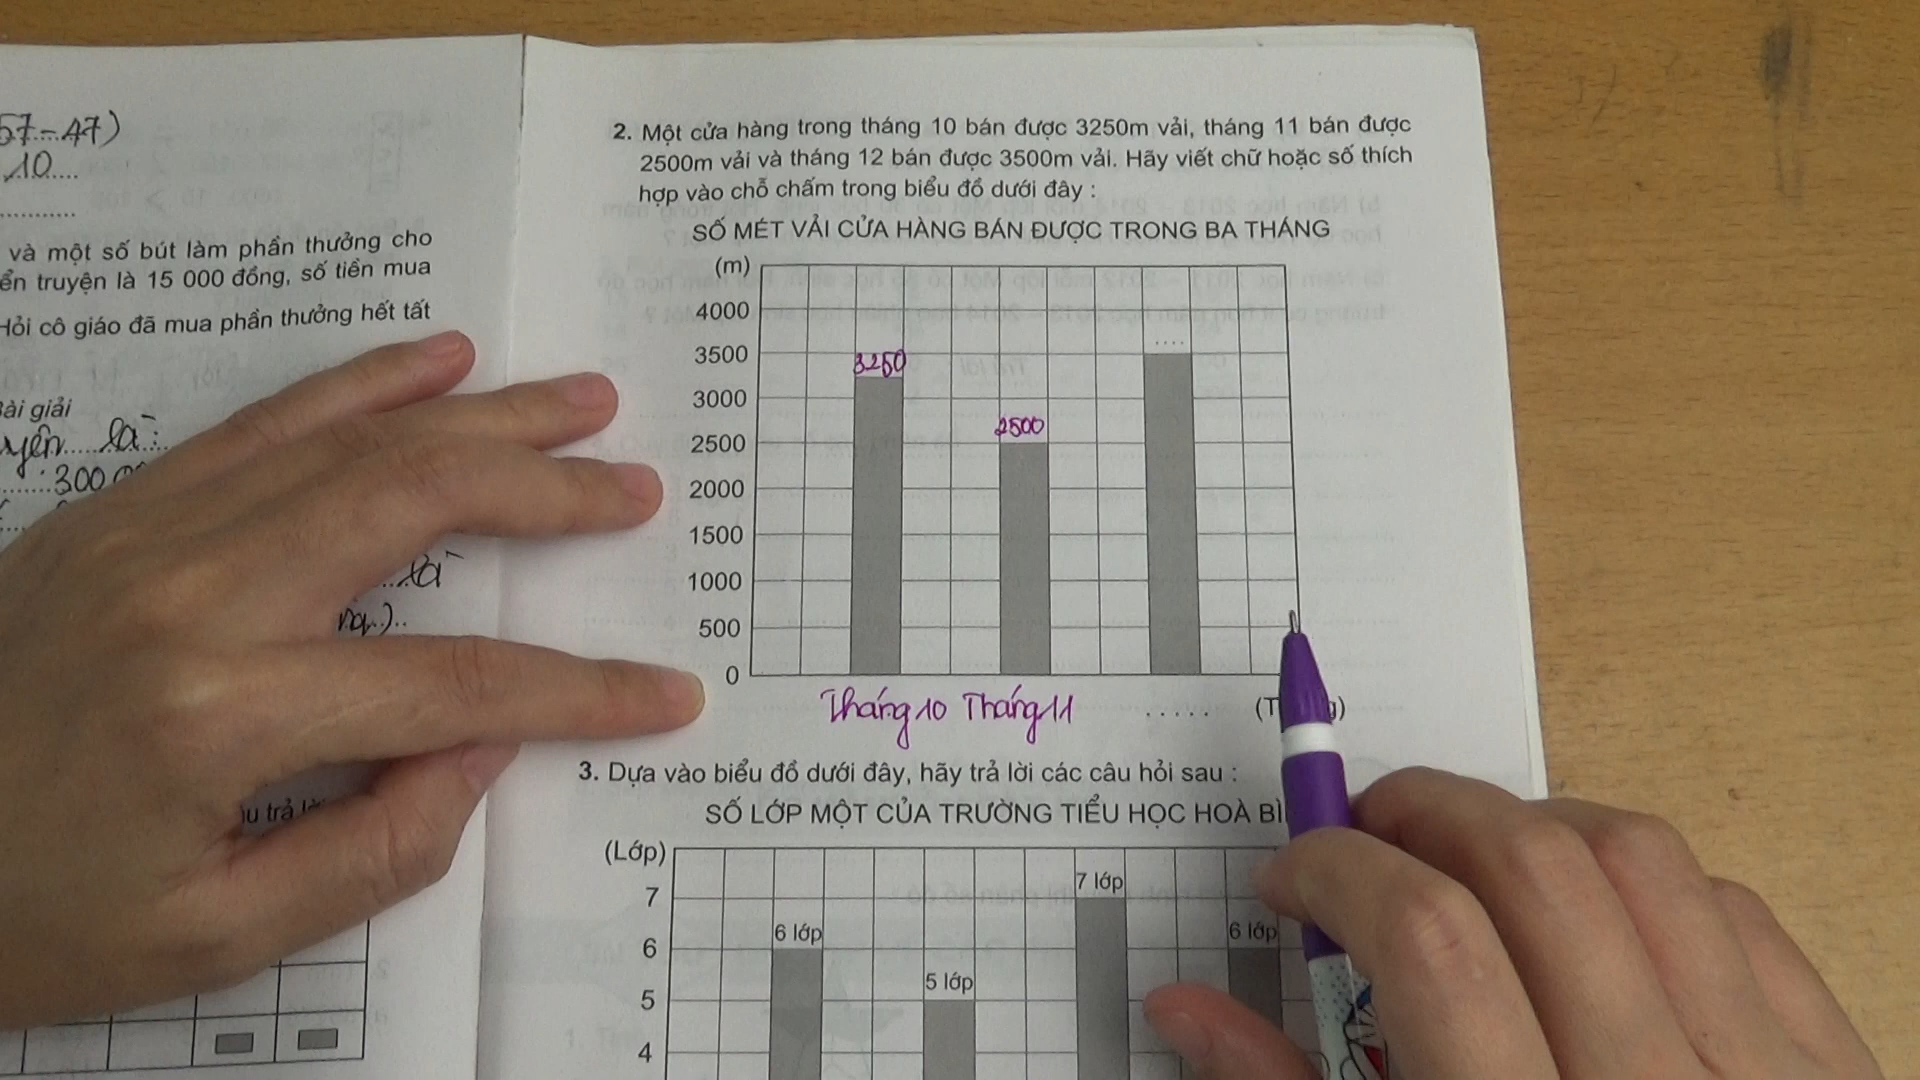 57-47)
10....
và một số bút làm phần thưởng cho
ển truyện là 15 000 đồng, số tiền mua
Hỏi cô giáo đã mua phần thưởng hết tất
Bài giải
là:
300
là
trả
2. Một cửa hàng trong tháng 10 bán được 3250m vải, tháng 11 bán được
2500m vải và tháng 12 bán được 3500m vải. Hãy viết chữ hoặc số thích
hợp vào chỗ chấm trong biểu đồ dưới đây :
SỐ MÉT VẢI CỬA HÀNG BÁN ĐƯỢC TRONG BA THÁNG
(m)
4000
....
3500
3250
3000
2500
2500
2000
1500
1000
500
0
Tháng 10 Tháng 11 ..... (T g)
3. Dựa vào biểu đồ dưới đây, hãy trả lời các câu hỏi sau :
SỐ LỚP MỘT CỦA TRƯỜNG TIỂU HỌC HOÀ BÌ
(Lớp)
7 lớp
7
6 lớp 6 lớp
6
5 lớp
5
4